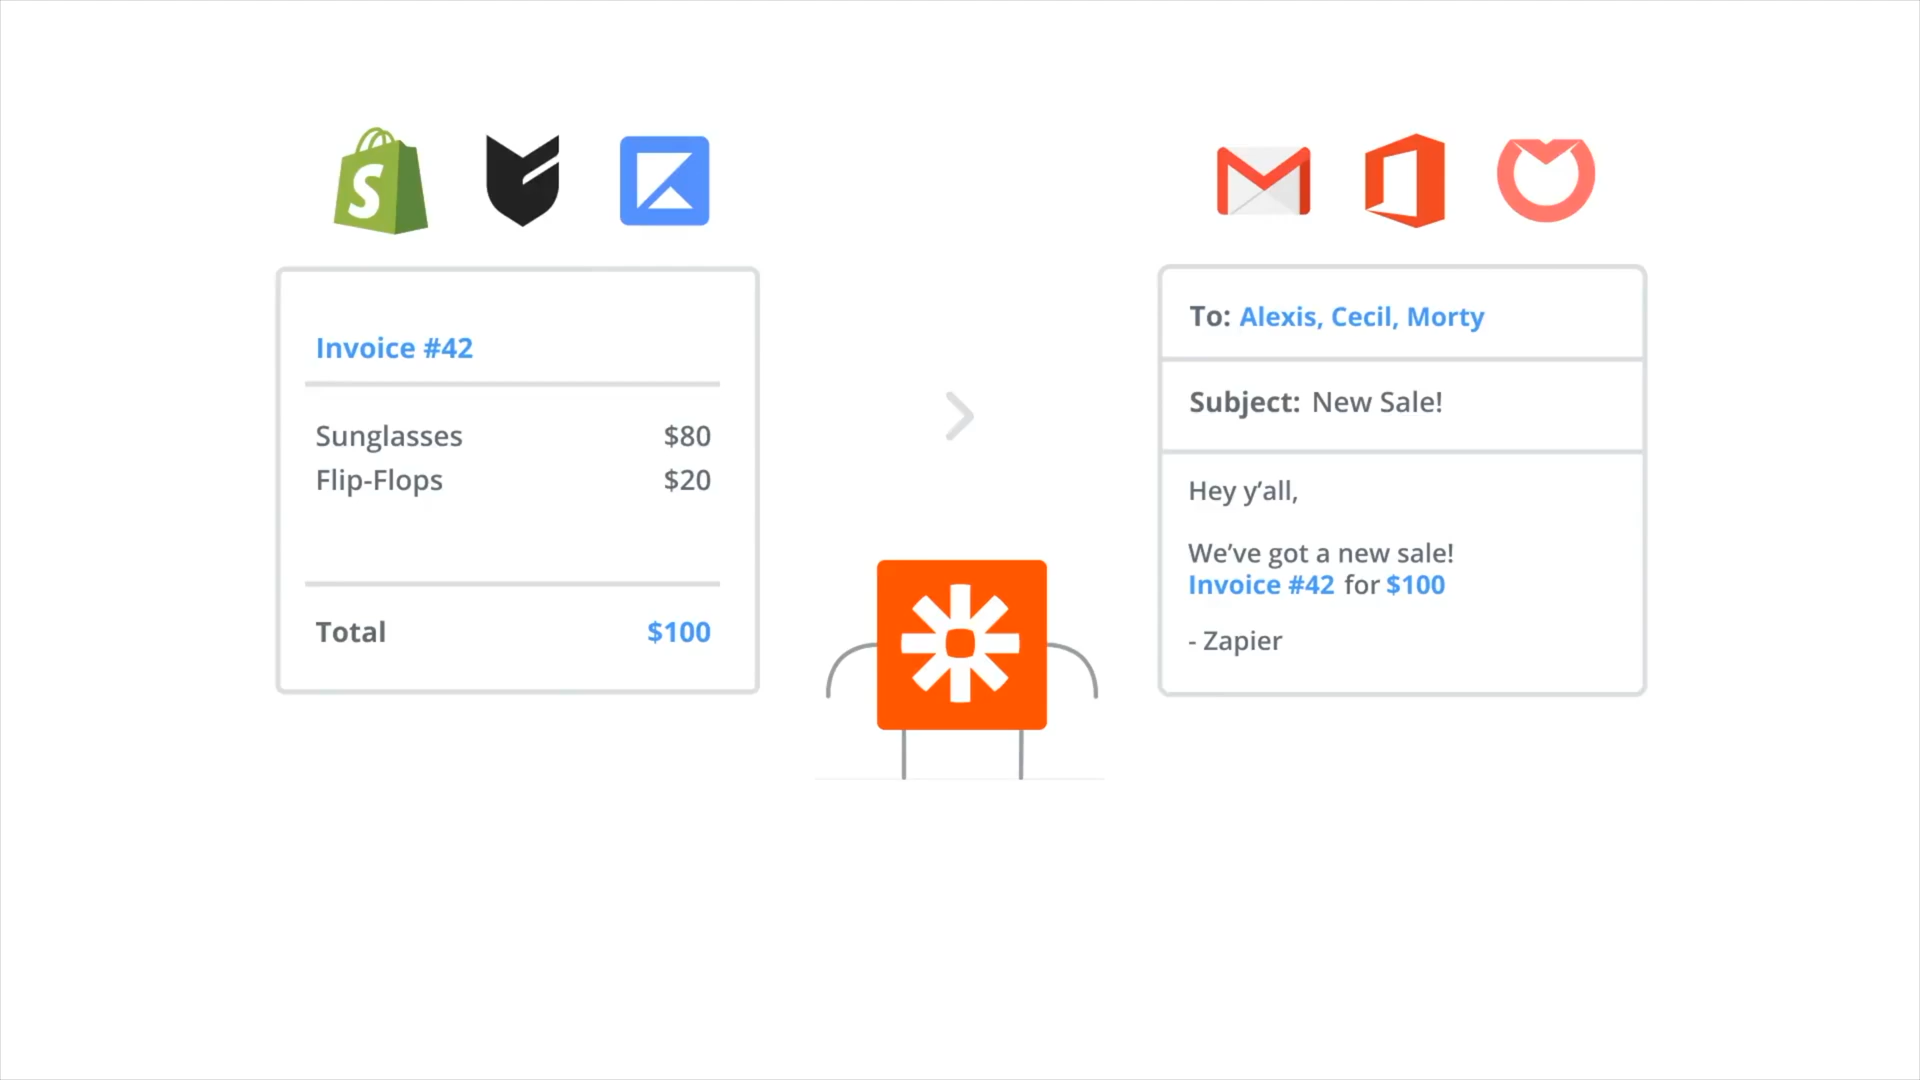 Invoice #42
Sunglasses $80
Flip-Flops $20
Total $100
To: Alexis, Cecil, Morty
Subject: New Sale!
Hey y’all,
We’ve got a new sale!
Invoice #42 for $100
- Zapier